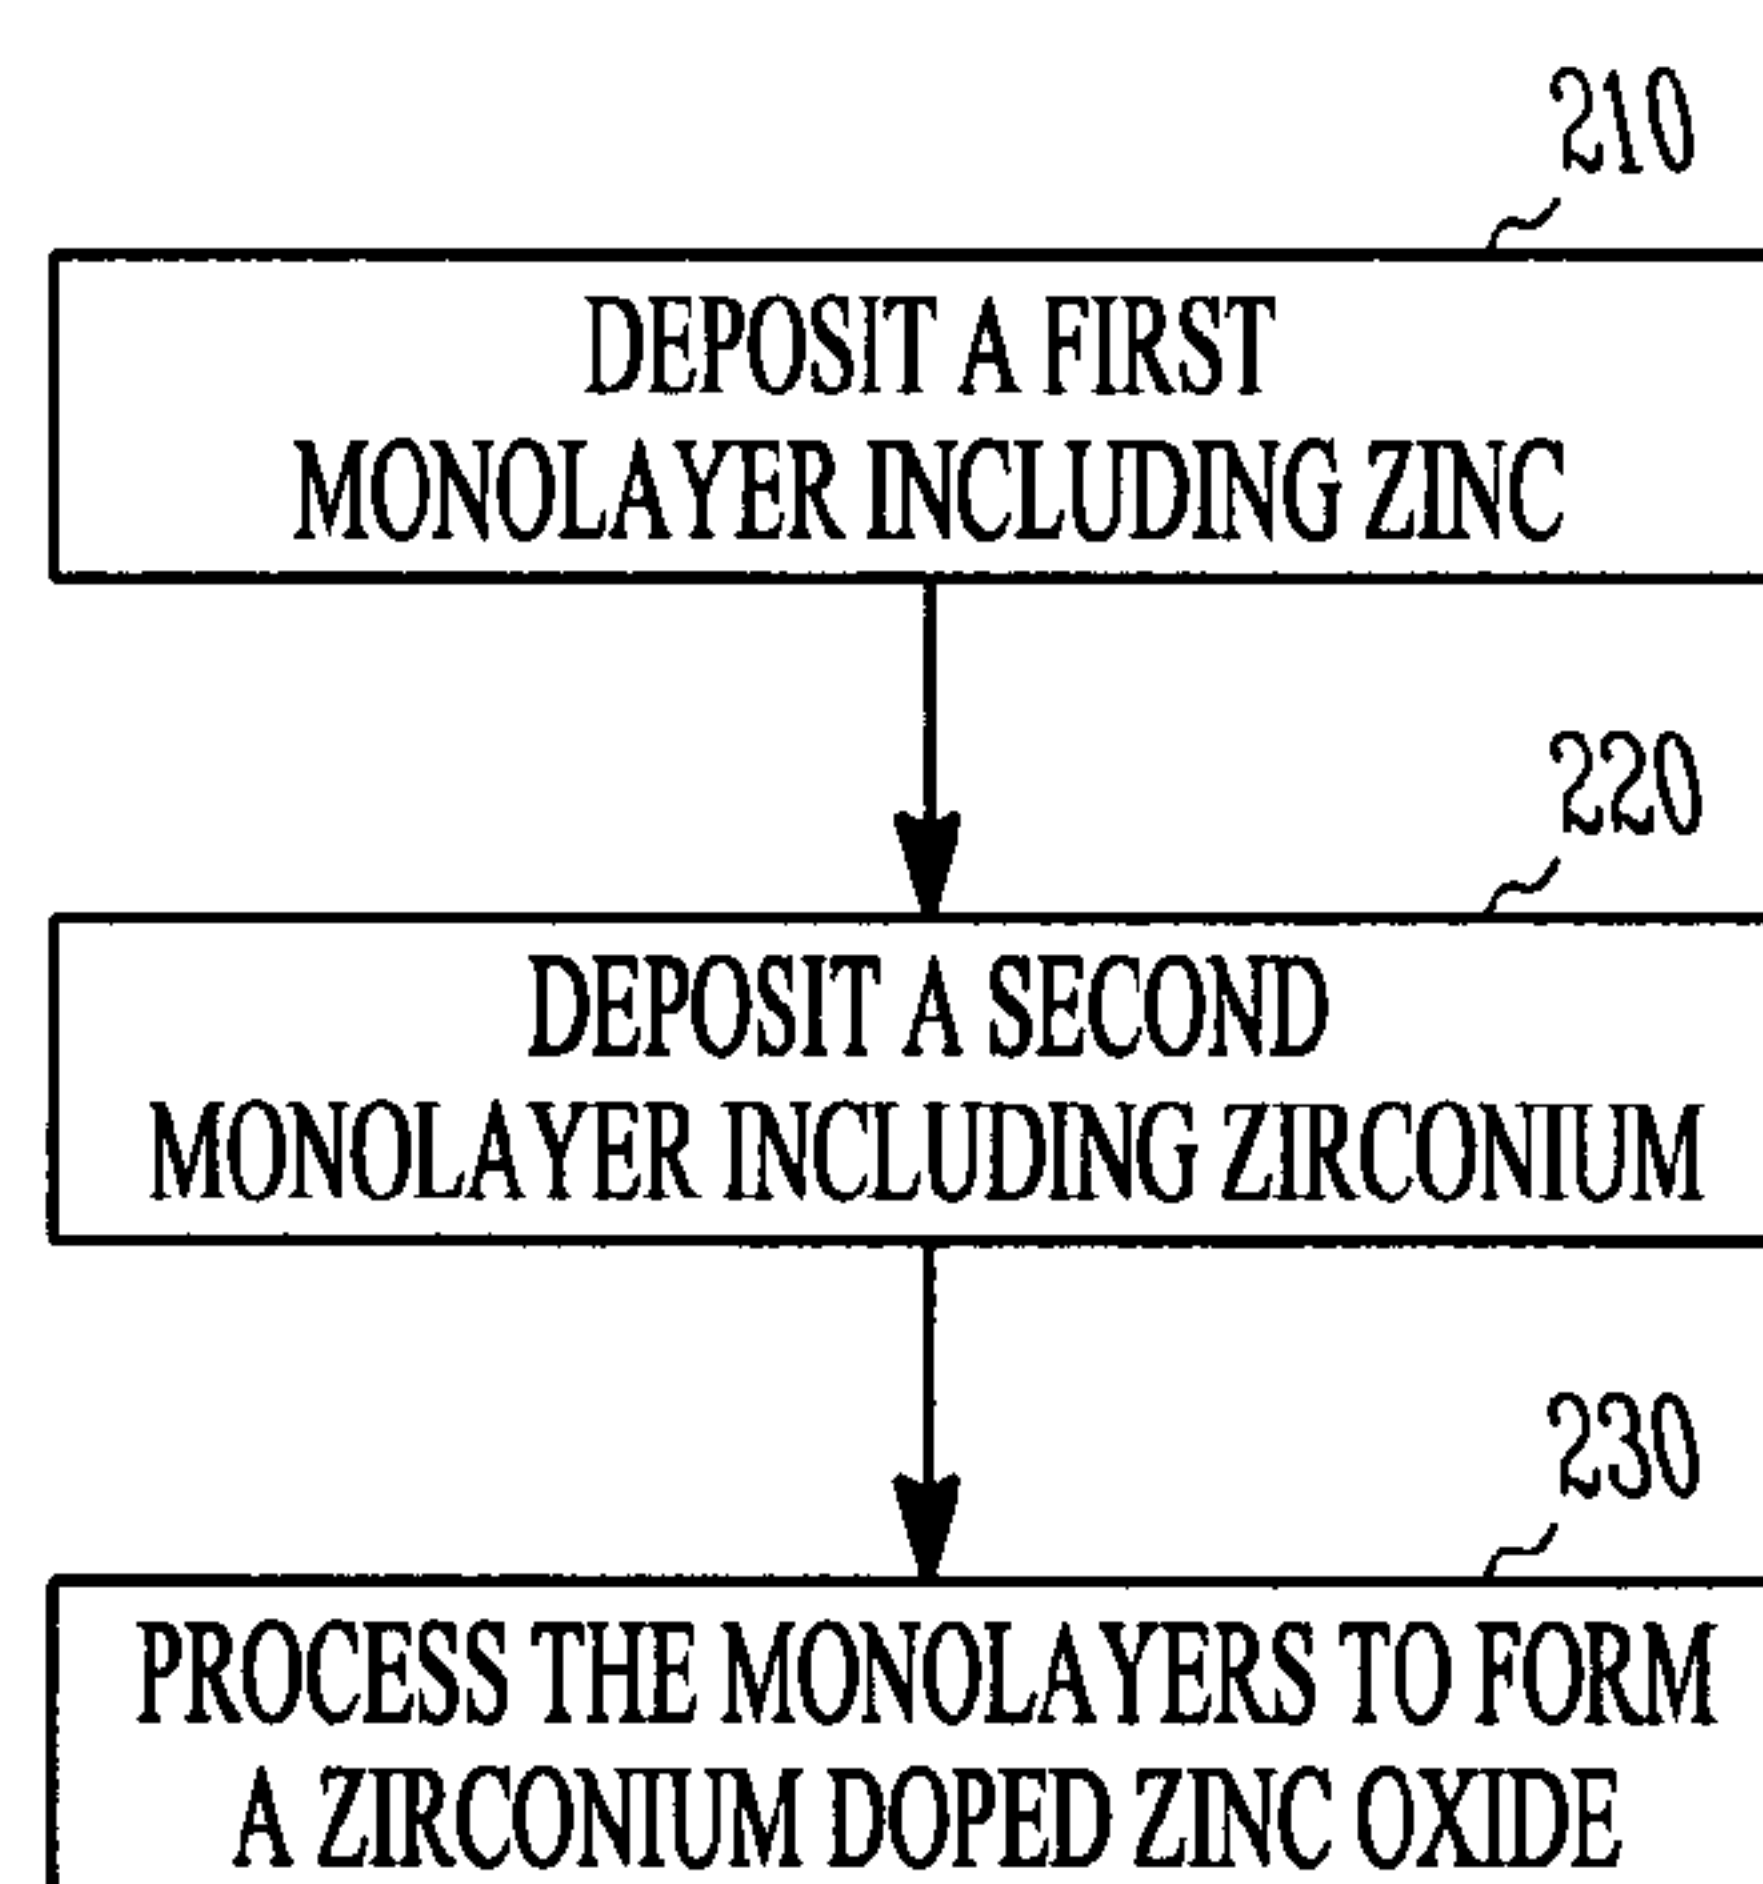 210
DEPOSIT A FIRST
MONOLAYER INCLUDING ZINC
220
DEPOSIT A SECOND
MONOLAYER INCLUDING ZIRCONIUM
230
PROCESS THE MONOLAYERS TO FORM
A ZIRCONIUM DOPED ZINC OXIDE